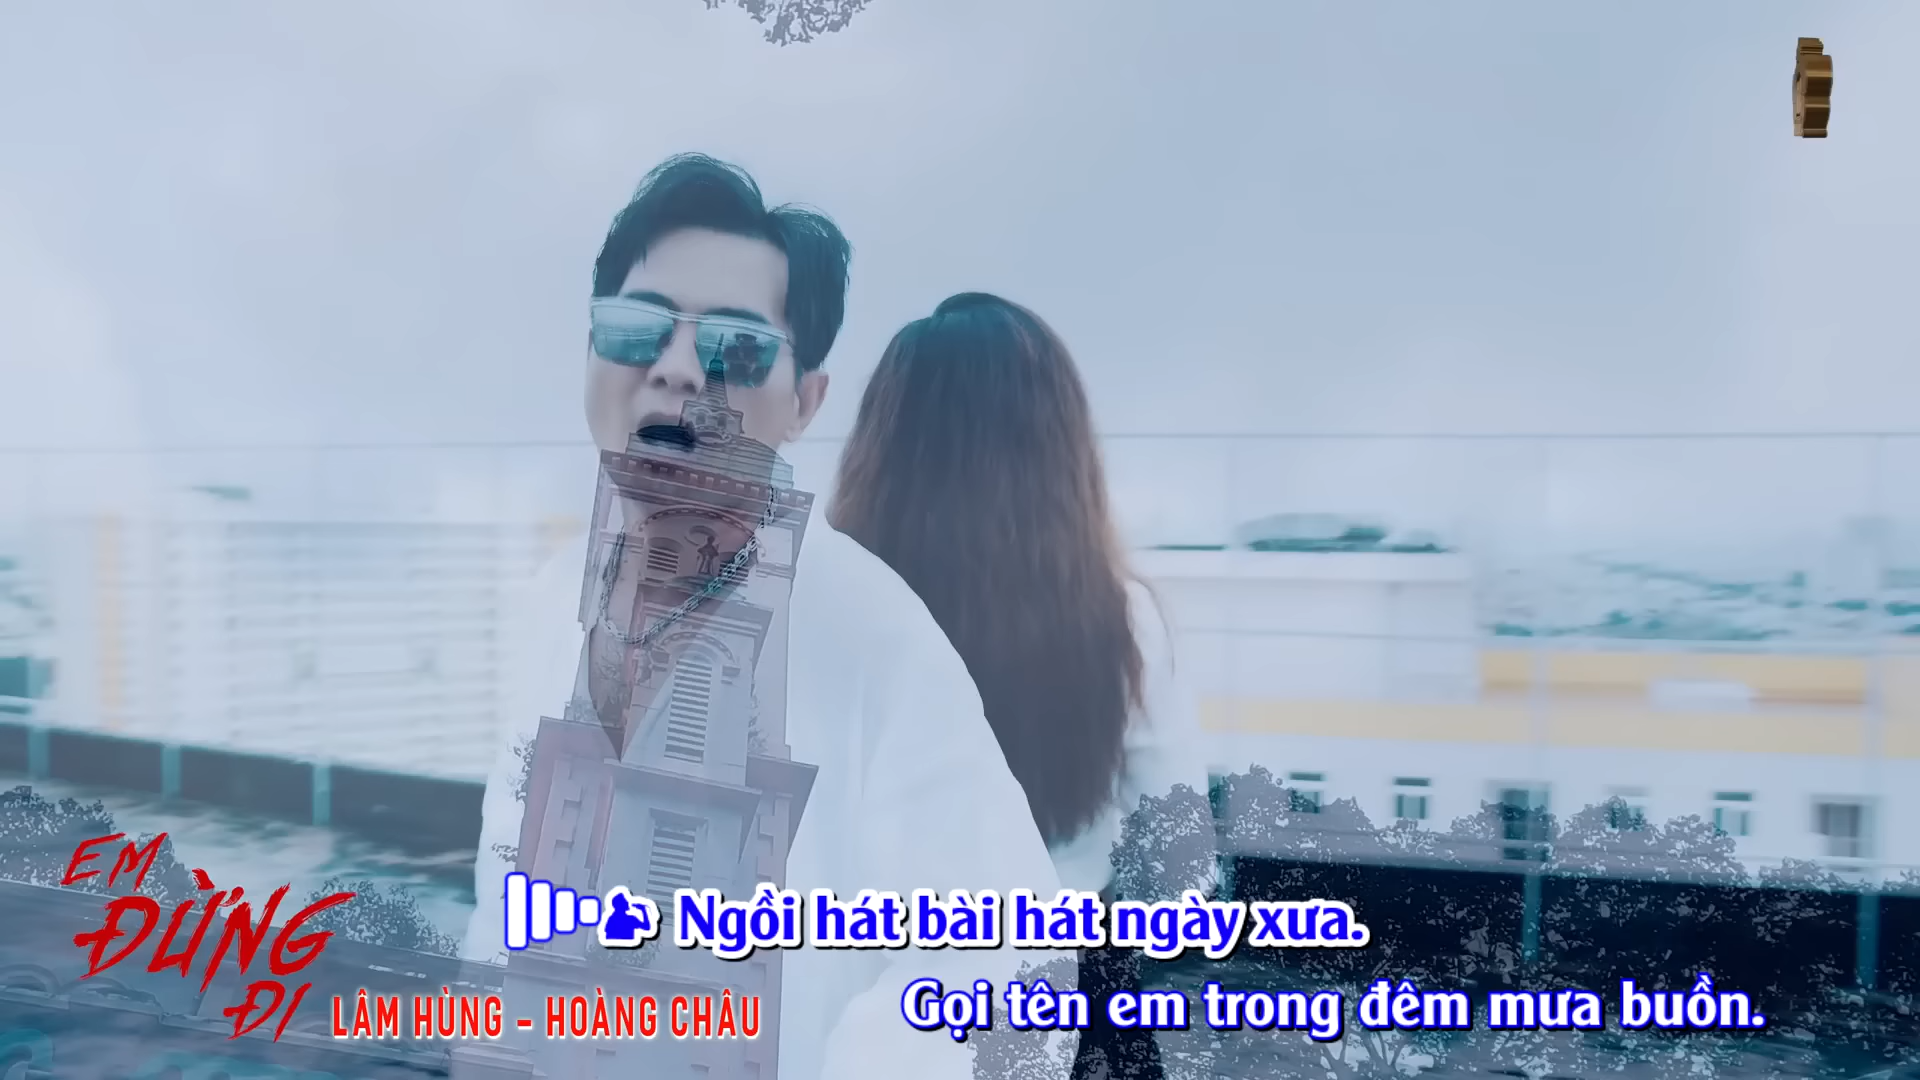 EM
ĐỪNG
ĐI
LÂM HÙNG - HOÀNG CHÂU
Ngồi hát bài hát ngày xưa.
Gọi tên em trong đêm mưa buồn.